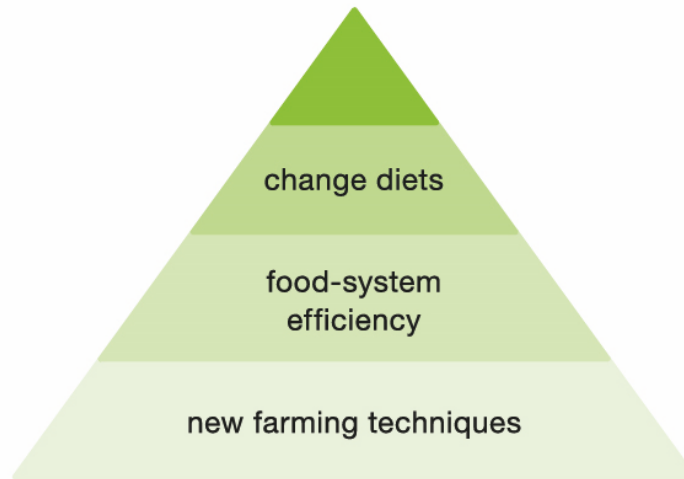 change diets
food-system
efficiency
new farming techniques